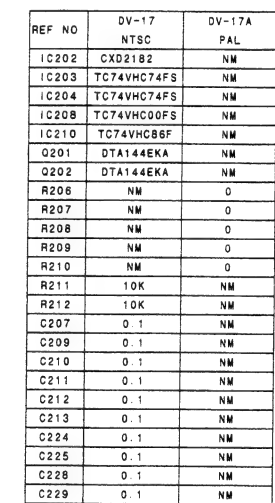 REF NO DV-17 NTSC DV-17A PAL
IC202 CXD2182 NM
IC203 TC74VHC74FS NM
IC204 TC74VHC74FS NM
IC208 TC74VHC00FS NM
IC210 TC74VHC86F NM
Q201 DTA144EKA NM
Q202 DTA144EKA NM
R206 NM 0
R207 NM 0
R208 NM 0
R209 NM 0
R210 NM 0
R211 10K NM
R212 10K NM
C207 0.1 NM
C209 0.1 NM
C210 0.1 NM
C211 0.1 NM
C212 0.1 NM
C213 0.1 NM
C224 0.1 NM
C225 0.1 NM
C228 0.1 NM
C229 0.1 NM